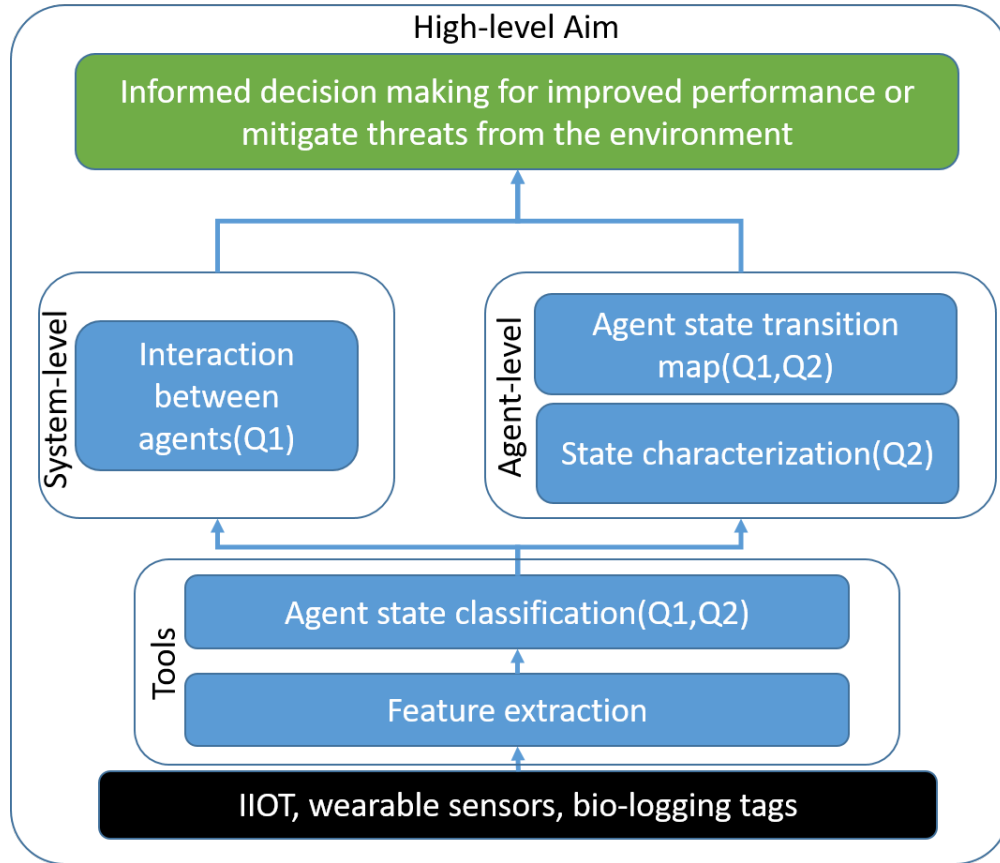 High-level Aim
Informed decision making for improved performance or
mitigate threats from the environment
System-level
Interaction
between
agents(Q1)
Agent-level
Agent state transition
map(Q1,Q2)
State characterization(Q2)
Tools
Agent state classification(Q1,Q2)
Feature extraction
IIOT, wearable sensors, bio-logging tags